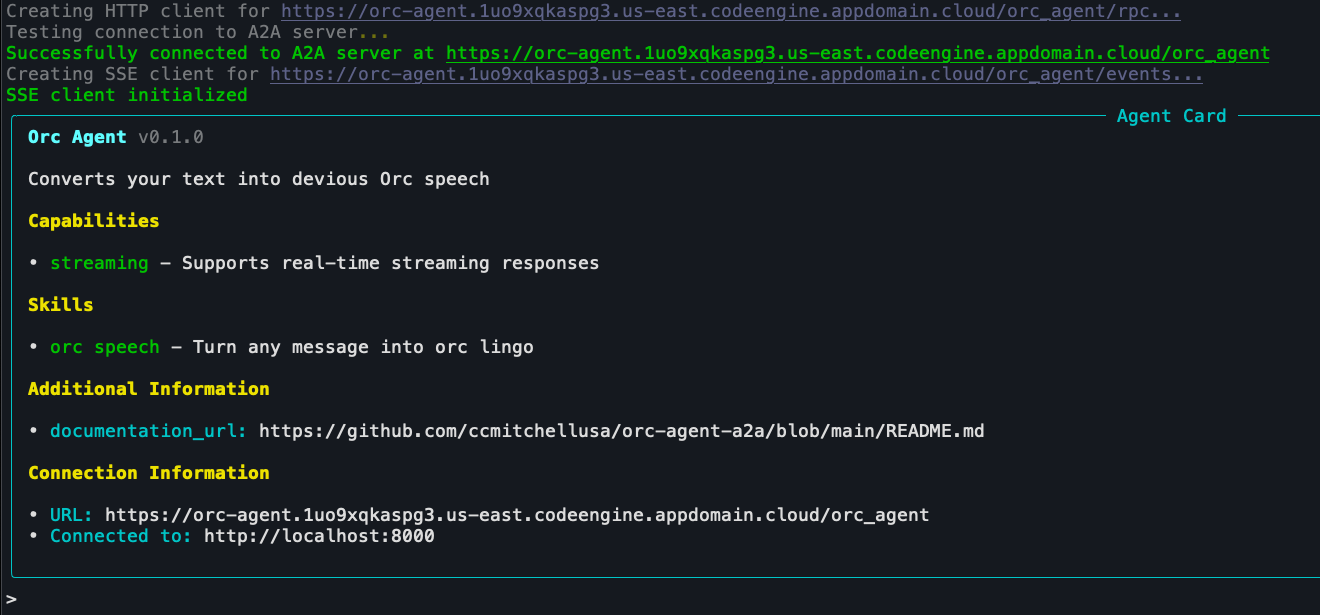 Creating HTTP client for https://orc-agent.1uo9xqkaspg3.us-east.codeengine.appdomain.cloud/orc_agent/rpc...
Testing connection to A2A server...
Successfully connected to A2A server at https://orc-agent.1uo9xqkaspg3.us-east.codeengine.appdomain.cloud/orc_agent
Creating SSE client for https://orc-agent.1uo9xqkaspg3.us-east.codeengine.appdomain.cloud/orc_agent/events...
SSE client initialized
Agent Card
Orc Agent v0.1.0
Converts your text into devious Orc speech
Capabilities
• streaming – Supports real-time streaming responses
Skills
• orc speech – Turn any message into orc lingo
Additional Information
• documentation_url: https://github.com/ccmitchellusa/orc-agent-a2a/blob/main/README.md
Connection Information
• URL: https://orc-agent.1uo9xqkaspg3.us-east.codeengine.appdomain.cloud/orc_agent
• Connected to: http://localhost:8000
>